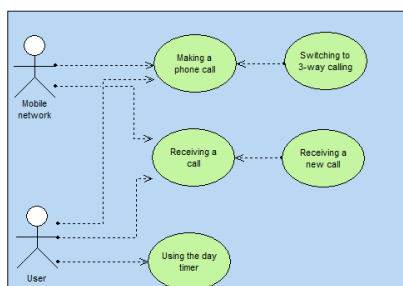 Making a
phone call
Switching to
3-way calling
Mobile
network
Receiving a
call
Receiving a
new call
Using the day
timer
User